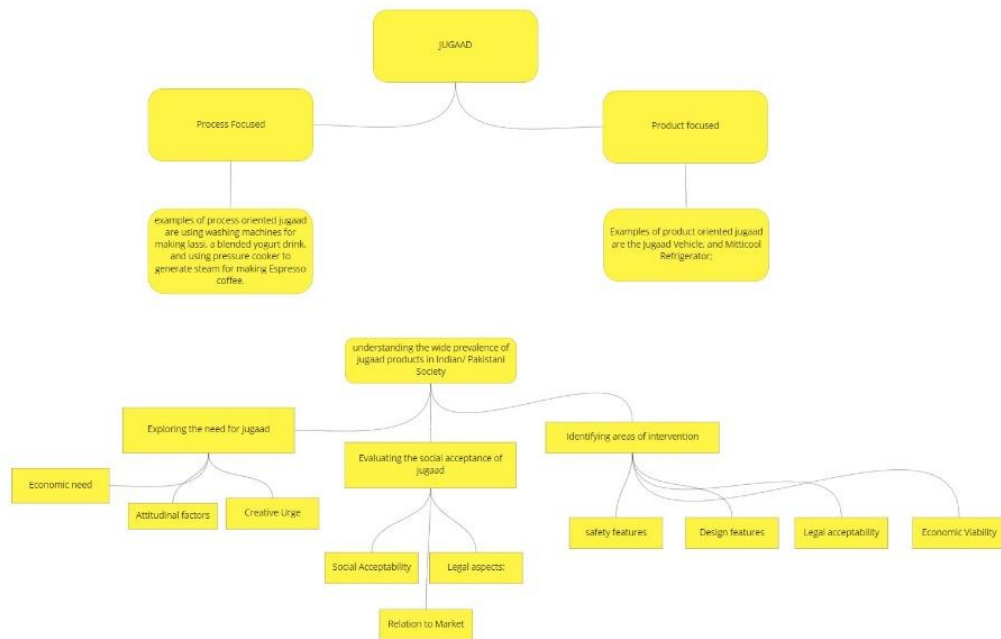 JUGAAD
Process Focused
Product focused
examples of process oriented jugaad
are using washing machines for
making lassi, a blended yogurt drink,
and using pressure cooker to
generate steam for making Espresso
coffee.
Examples of product oriented jugaad
are the Jugaad Vehicle, and Mitticool
Refrigerator;
understanding the wide prevalence of
jugaad products in Indian/ Pakistani
Society
Exploring the need for jugaad
Evaluating the social acceptance of
jugaad
Identifying areas of intervention
Economic need
Attitudinal factors
Creative Urge
Social Acceptability
Legal aspects:
Relation to Market
safety features
Design features
Legal acceptability
Economic Viability